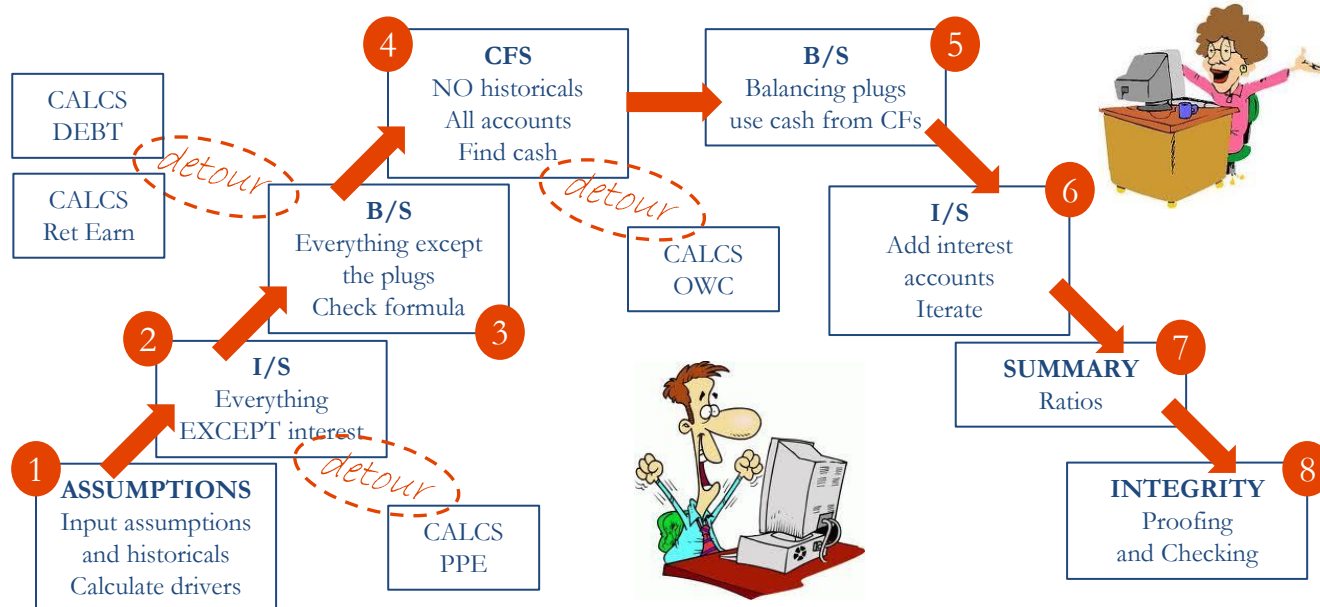 1
ASSUMPTIONS
Input assumptions
and historicals
Calculate drivers
2
I/S
Everything
EXCEPT interest
detour
CALCS
PPE
3
B/S
Everything except
the plugs
Check formula
detour
CALCS
DEBT
CALCS
Ret Earn
4
CFS
NO historicals
All accounts
Find cash
detour
CALCS
OWC
5
B/S
Balancing plugs
use cash from CFs
6
I/S
Add interest
accounts
Iterate
7
SUMMARY
Ratios
8
INTEGRITY
Proofing
and Checking